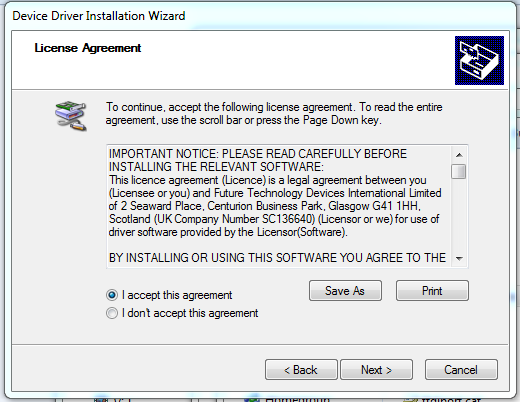 Device Driver Installation Wizard
License Agreement
To continue, accept the following license agreement. To read the entire
agreement, use the scroll bar or press the Page Down key.
IMPORTANT NOTICE: PLEASE READ CAREFULLY BEFORE
INSTALLING THE RELEVANT SOFTWARE:
This licence agreement (Licence) is a legal agreement between you
(Licensee or you) and Future Technology Devices International Limited
of 2 Seaward Place, Centurion Business Park, Glasgow G41 1HH,
Scotland (UK Company Number SC136640) (Licensor or we) for use of
driver software provided by the Licensor(Software).
BY INSTALLING OR USING THIS SOFTWARE YOU AGREE TO THE
I accept this agreement
Save As
Print
I don't accept this agreement
< Back
Next >
Cancel